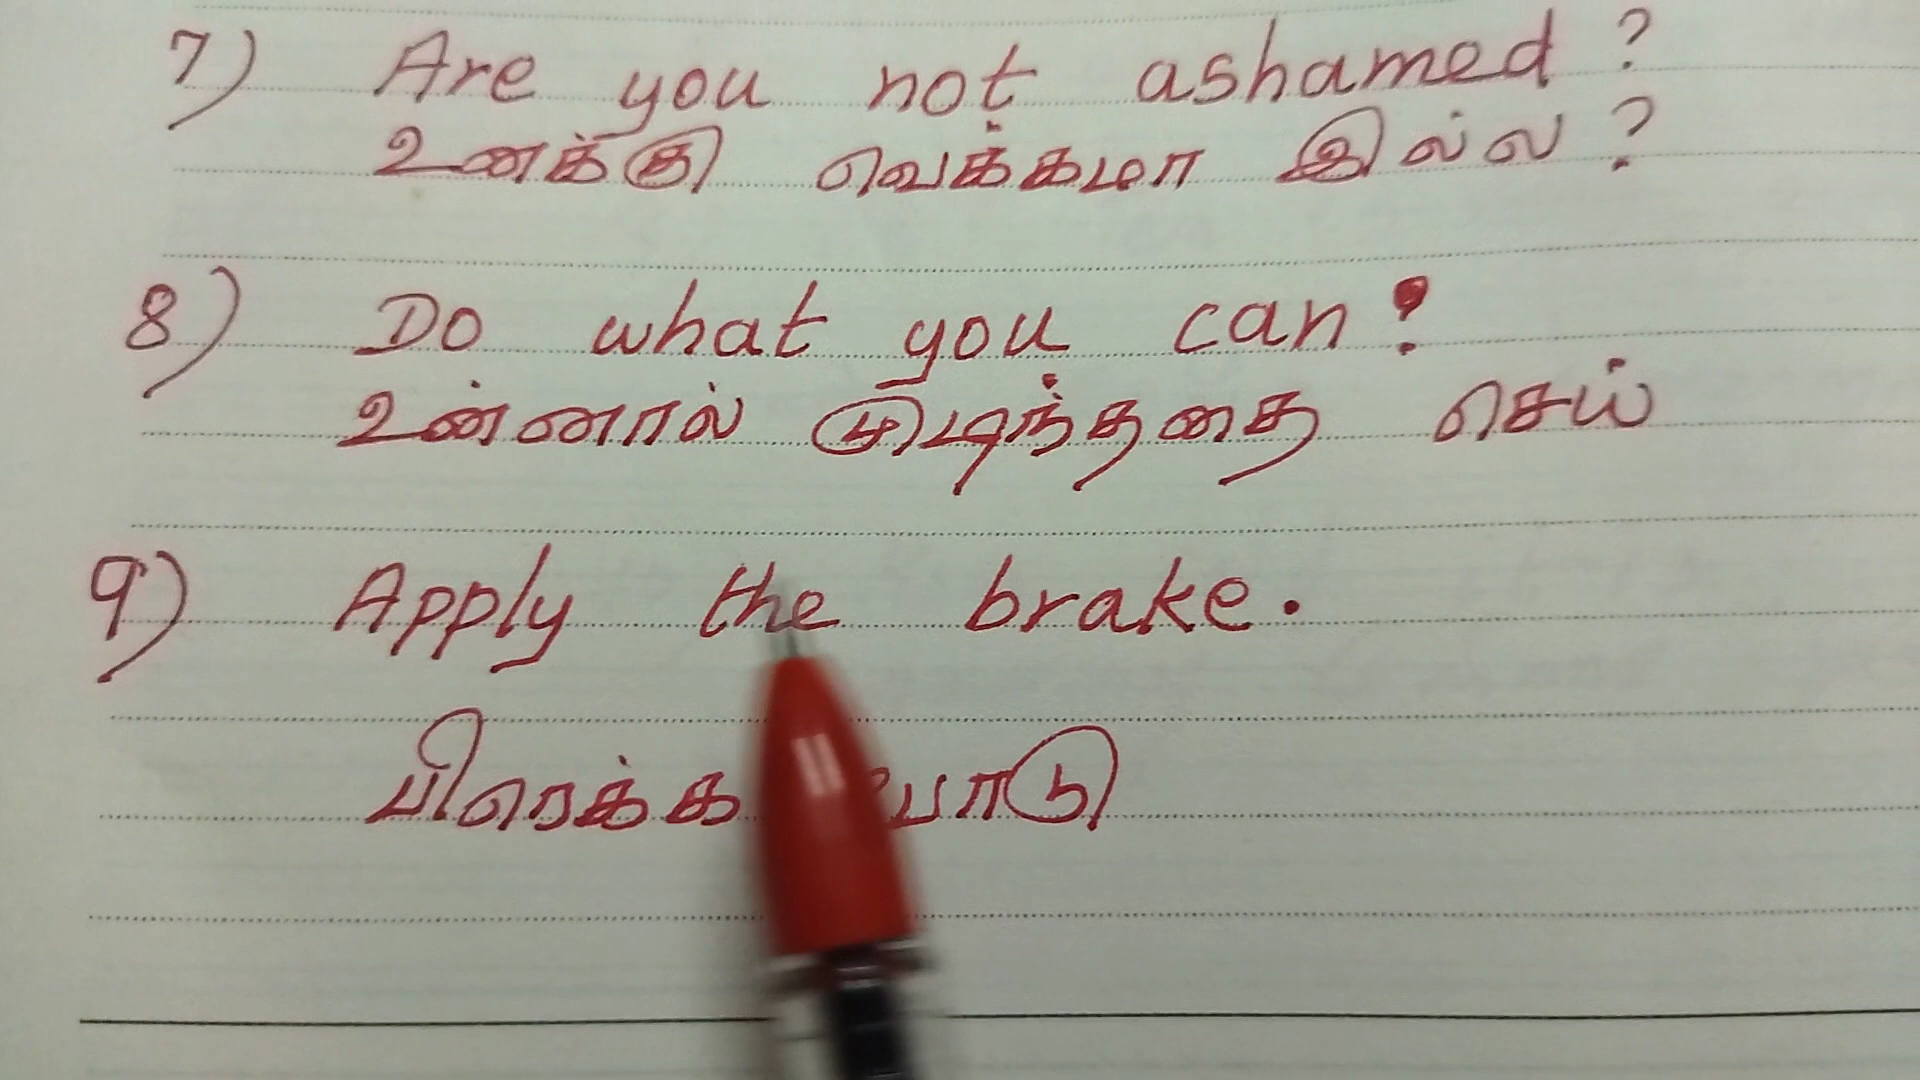 7) Are you not ashamed ?
உனக்கு வெக்கமா இல்ல ?
8) Do what you can !
உன்னால் முடிந்ததை செய்
9) Apply the brake.